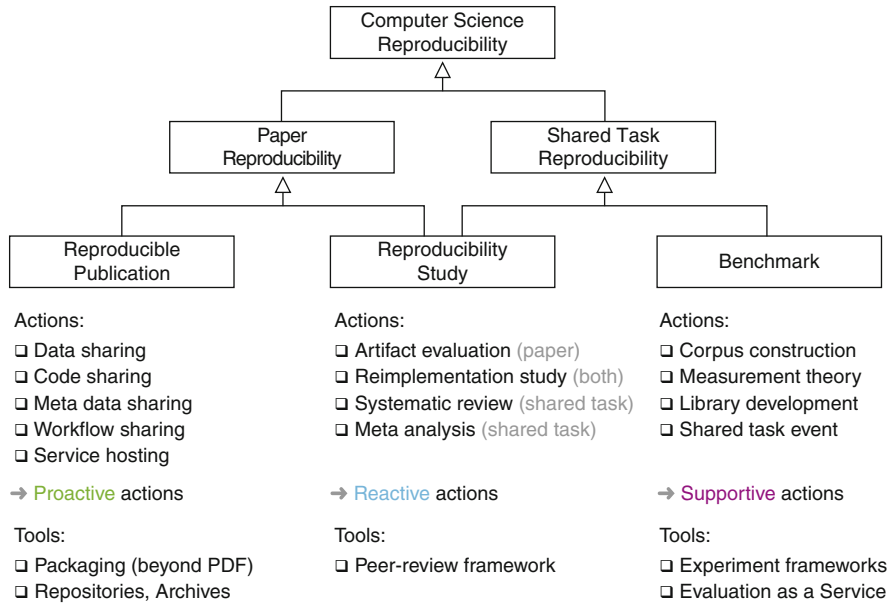 Computer Science
Reproducibility
Paper
Reproducibility
Shared Task
Reproducibility
Reproducible
Publication
Reproducibility
Study
Benchmark
Actions:
❑ Data sharing
❑ Code sharing
❑ Meta data sharing
❑ Workflow sharing
❑ Service hosting
➜ Proactive actions
Tools:
❑ Packaging (beyond PDF)
❑ Repositories, Archives
Actions:
❑ Artifact evaluation (paper)
❑ Reimplementation study (both)
❑ Systematic review (shared task)
❑ Meta analysis (shared task)
➜ Reactive actions
Tools:
❑ Peer-review framework
Actions:
❑ Corpus construction
❑ Measurement theory
❑ Library development
❑ Shared task event
➜ Supportive actions
Tools:
❑ Experiment frameworks
❑ Evaluation as a Service